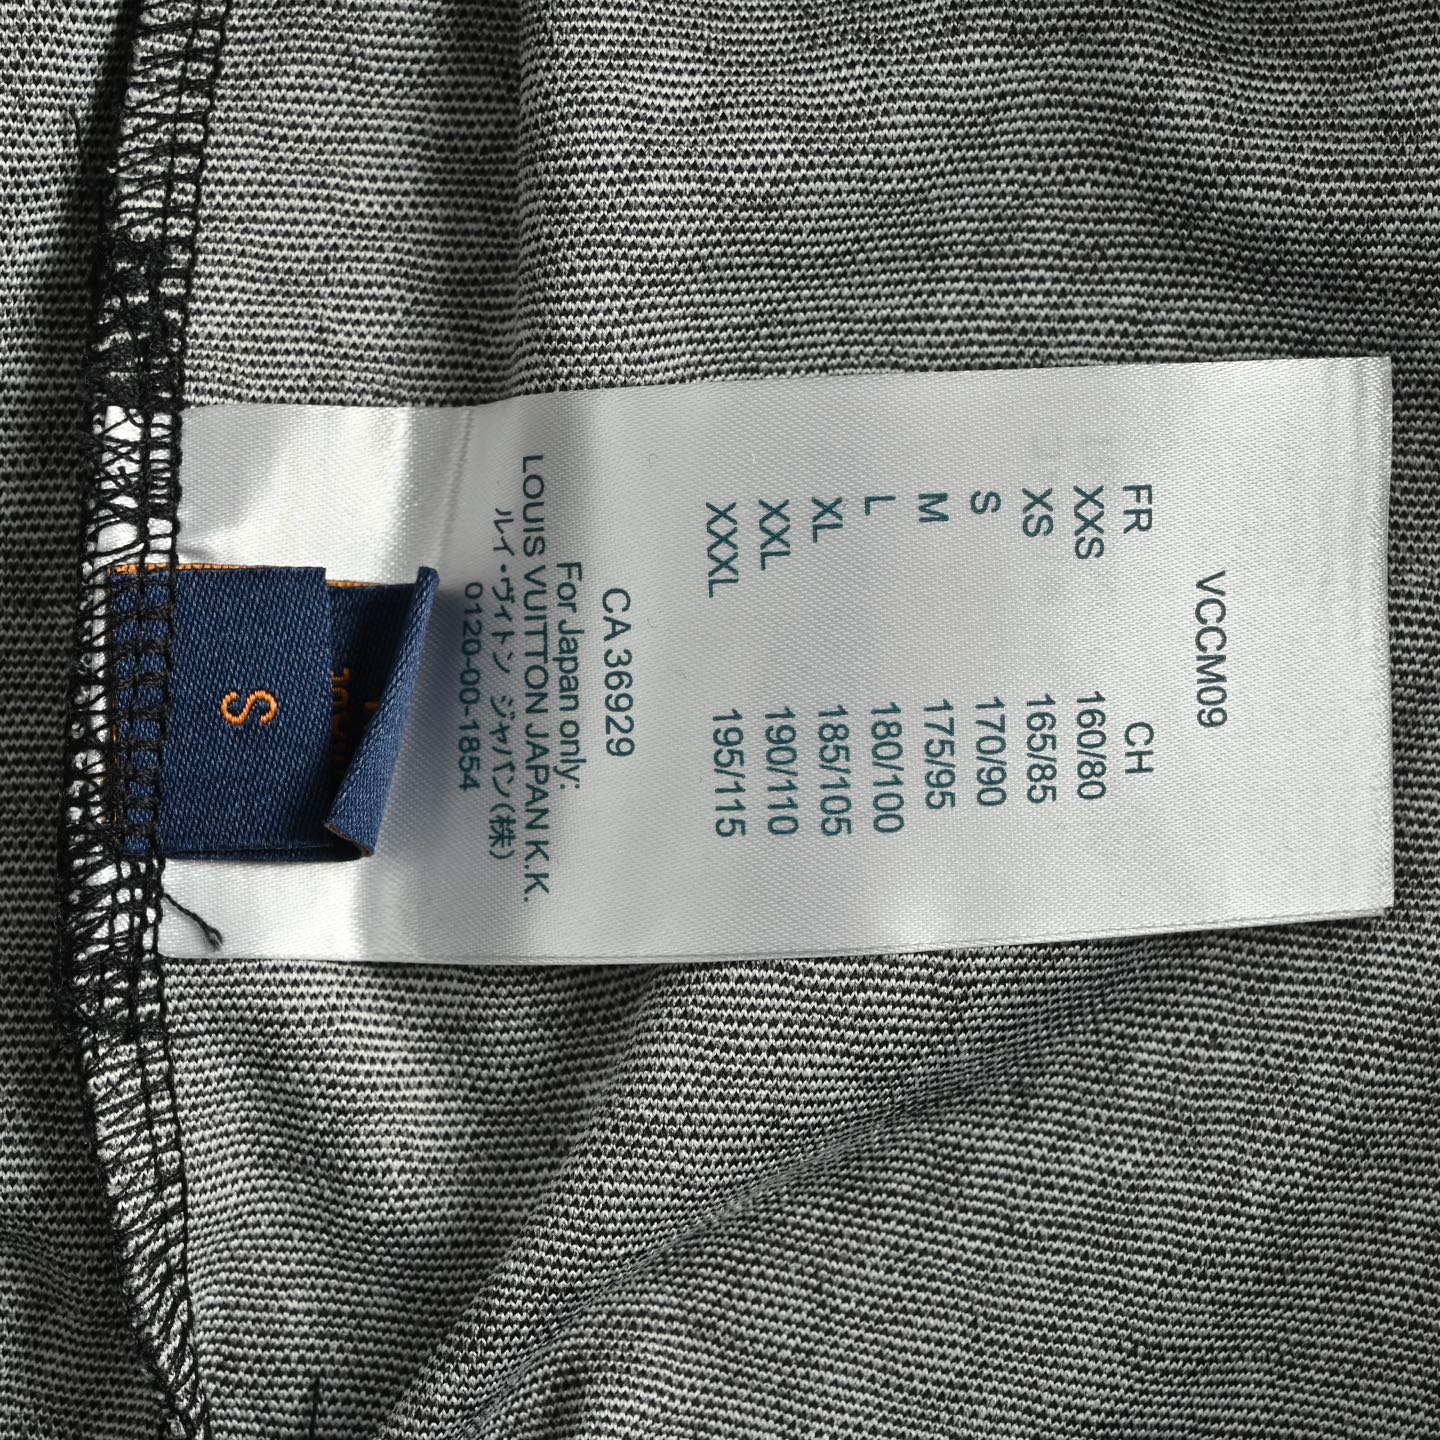 VCCM09
FR CH
XXS 160/80
XS 165/85
S 170/90
M 175/95
L 180/100
XL 185/105
XXL 190/110
XXXL 195/115
CA 36929
For Japan only:
LOUIS VUITTON JAPAN K.K.
ルイ・ヴィトン ジャパン(株)
0120-00-1854
S